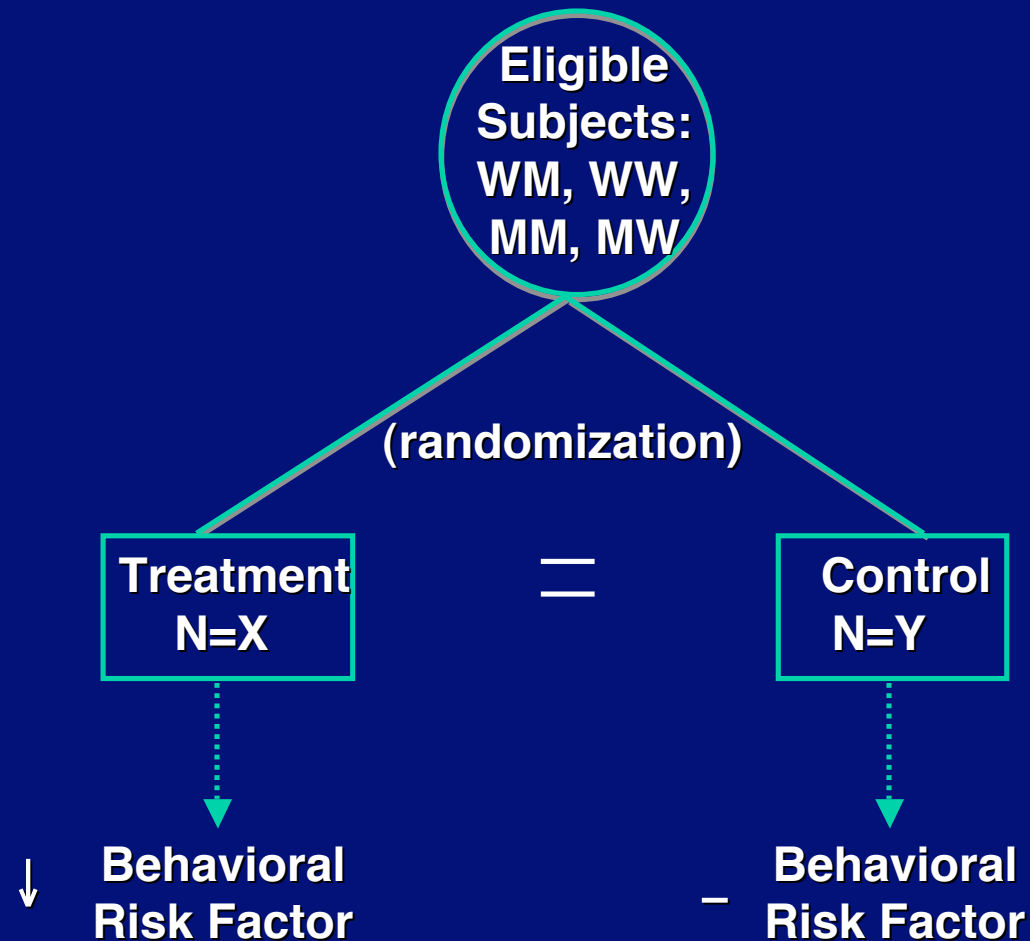 Eligible
Subjects:
WM, WW,
MM, MW
(randomization)
Treatment
N=X
=
Control
N=Y
↓ Behavioral
Risk Factor
– Behavioral
Risk Factor